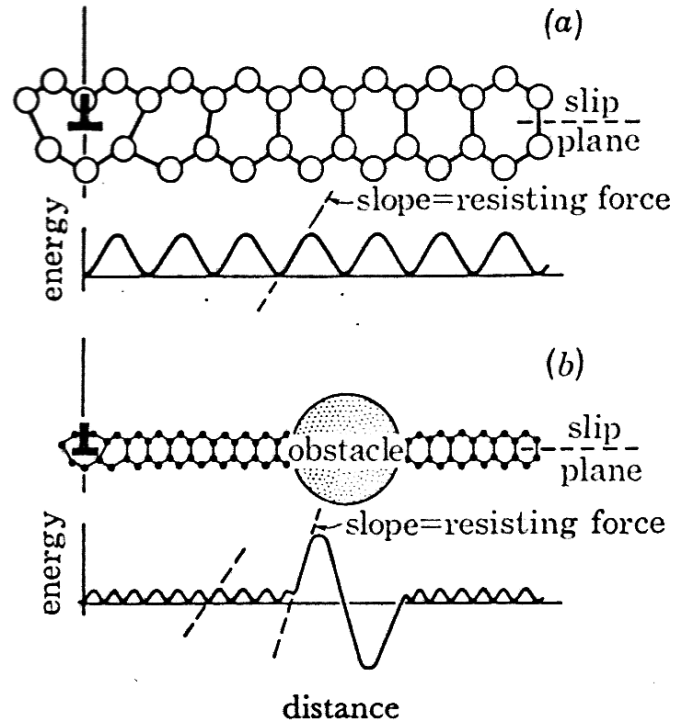 (a)
slip
plane
slope=resisting force
energy
(b)
obstacle
slip
plane
slope=resisting force
energy
distance